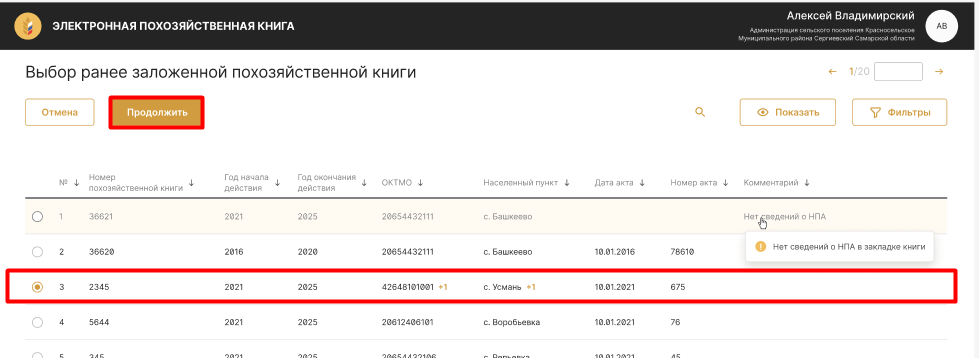 ЭЛЕКТРОННАЯ ПОХОЗЯЙСТВЕННАЯ КНИГА
Алексей Владимирский
Администрация сельского поселения Красносельское
Муниципального района Сергиевский Самарской области
АВ
Выбор ранее заложенной похозяйственной книги
← 1/20 →
Отмена
Продолжить
Показать
Фильтры
№ ↓ Номер похозяйственной книги ↓ Год начала действия ↓ Год окончания действия ↓ ОКТМО ↓ Населенный пункт ↓ Дата акта ↓ Номер акта ↓ Комментарий ↓
1 36621 2021 2025 20654432111 с. Башкеево Нет сведений о НПА
Нет сведений о НПА в закладке книги
2 36620 2016 2020 20654432111 с. Башкеево 10.01.2016 78610
3 2345 2021 2025 42648101001 +1 с. Усмань +1 10.01.2021 675
4 5644 2021 2025 20612406101 с. Воробьевка 10.01.2021 76
5 345 2021 2025 20654432106 10.01.2021 45